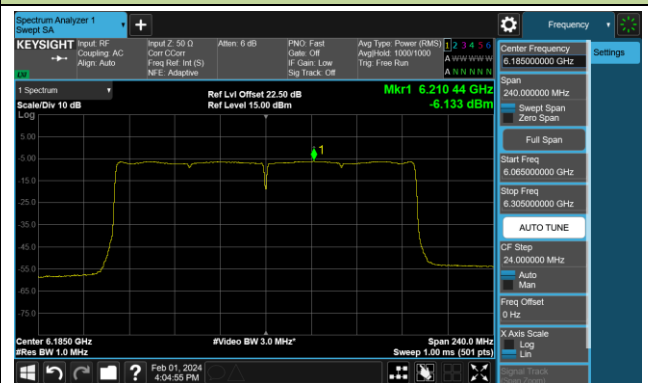 Spectrum Analyzer 1
Swept SA
Frequency
KEYSIGHT
Input: RF
Coupling: AC
Align: Auto
Input Z: 50 Ω
Corr CCorr
Freq Ref: Int (S)
NFE: Adaptive
Atten: 6 dB
PNO: Fast
Gate: Off
IF Gain: Low
Sig Track: Off
Avg Type: Power (RMS)
Avg|Hold: 1000/1000
Trig: Free Run
1 2 3 4 5 6
A W W W W W
A N N N N N
1 Spectrum
Scale/Div 10 dB
Log
Ref Lvl Offset 22.50 dB
Ref Level 15.00 dBm
Mkr1 6.210 44 GHz
-6.133 dBm
1
5.00
-5.00
-15.0
-25.0
-35.0
-45.0
-55.0
-65.0
-75.0
Center 6.1850 GHz
#Res BW 1.0 MHz
#Video BW 3.0 MHz*
Span 240.0 MHz
Sweep 1.00 ms (501 pts)
Feb 01, 2024
4:04:55 PM
Center Frequency
6.185000000 GHz
Settings
Span
240.000000 MHz
Swept Span
Zero Span
Full Span
Start Freq
6.065000000 GHz
Stop Freq
6.305000000 GHz
AUTO TUNE
CF Step
24.000000 MHz
Auto
Man
Freq Offset
0 Hz
X Axis Scale
Log
Lin
Signal Track